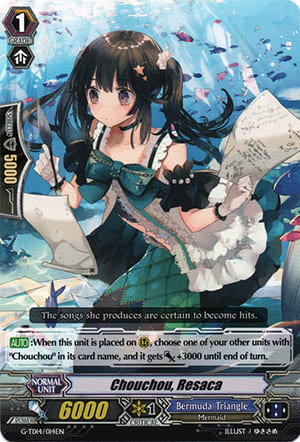 GRADE
1
SHIELD
5000
The songs she produces are certain to become hits.
AUTO:When this unit is placed on , choose one of your other units with
"Chouchou" in its card name, and it gets +3000 until end of turn.
NORMAL
UNIT
Chouchou, Resaca
POWER
6000
1
CRITICAL
Bermuda Triangle
Mermaid
G-TD14/014EN
ILLUST / ゆきさめ